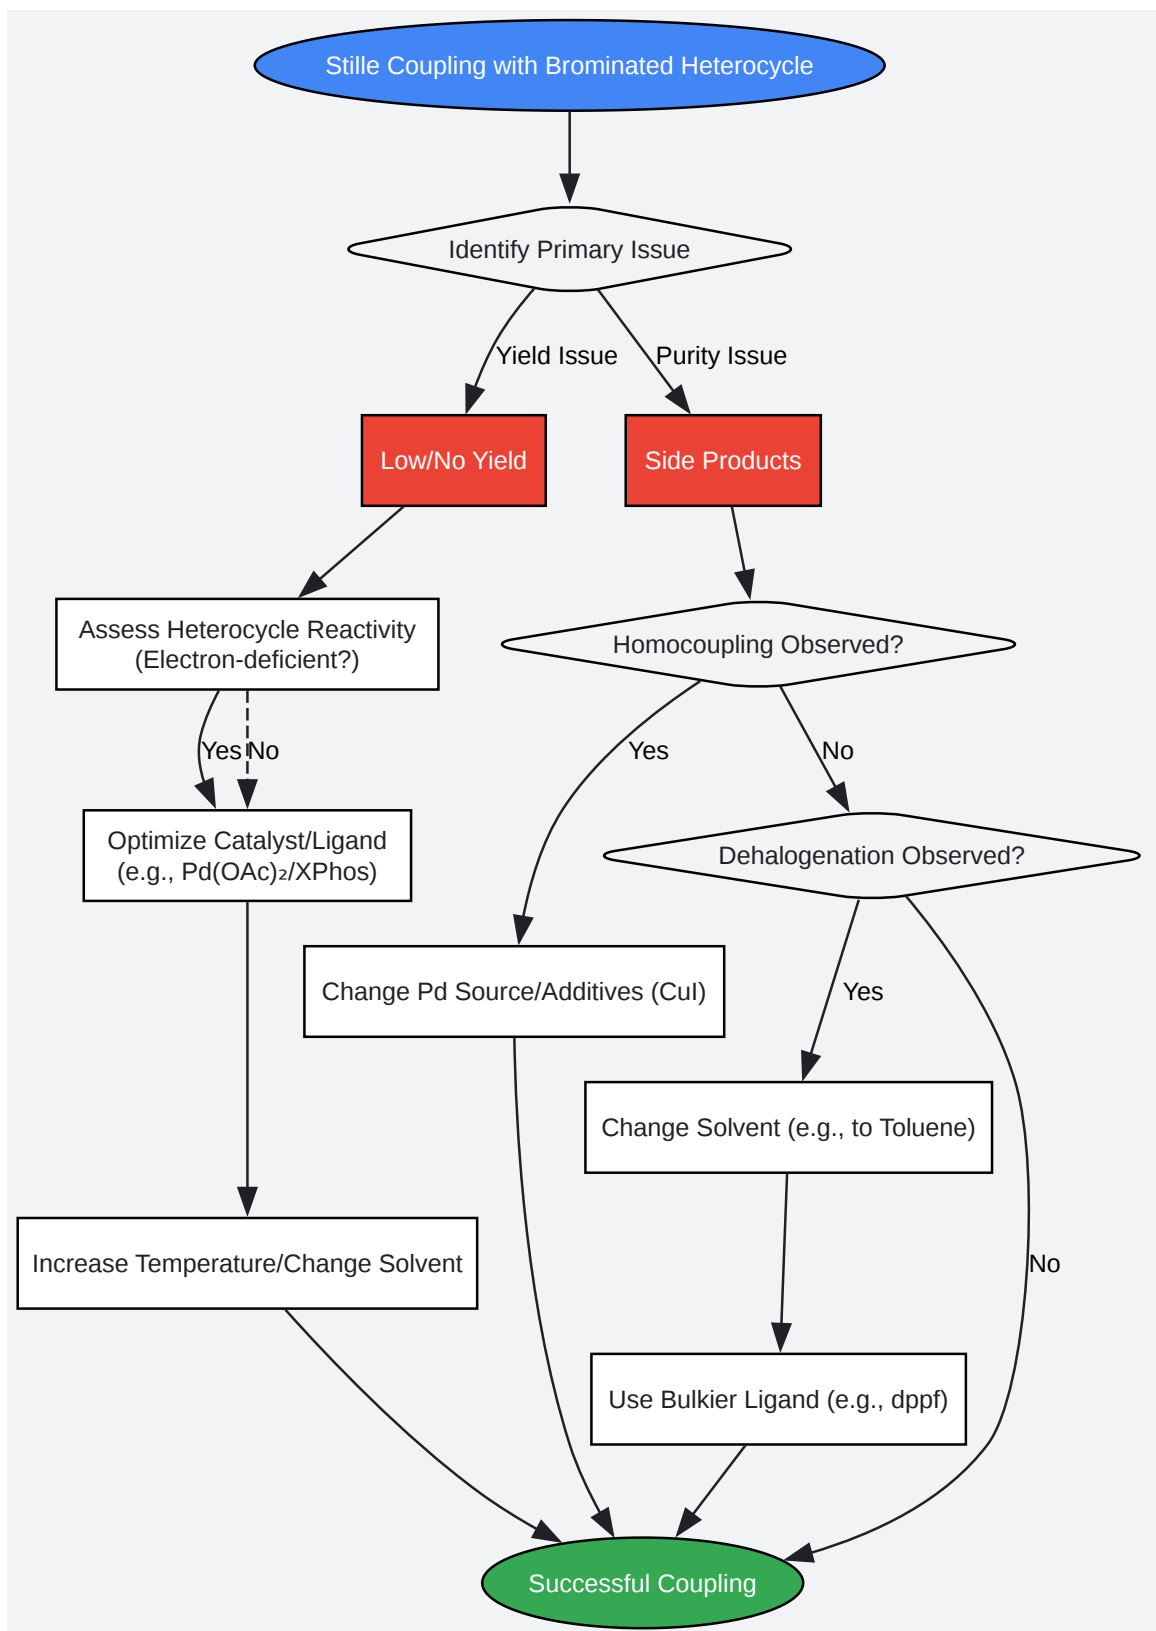 Stille Coupling with Brominated Heterocycle
Identify Primary Issue
Yield Issue
Purity Issue
Low/No Yield
Side Products
Assess Heterocycle Reactivity
(Electron-deficient?)
Homocoupling Observed?
Yes
No
Yes
No
Optimize Catalyst/Ligand
(e.g., Pd(OAc)₂/XPhos)
Dehalogenation Observed?
Change Pd Source/Additives (CuI)
Yes
Change Solvent (e.g., to Toluene)
Increase Temperature/Change Solvent
No
Use Bulkier Ligand (e.g., dppf)
Successful Coupling